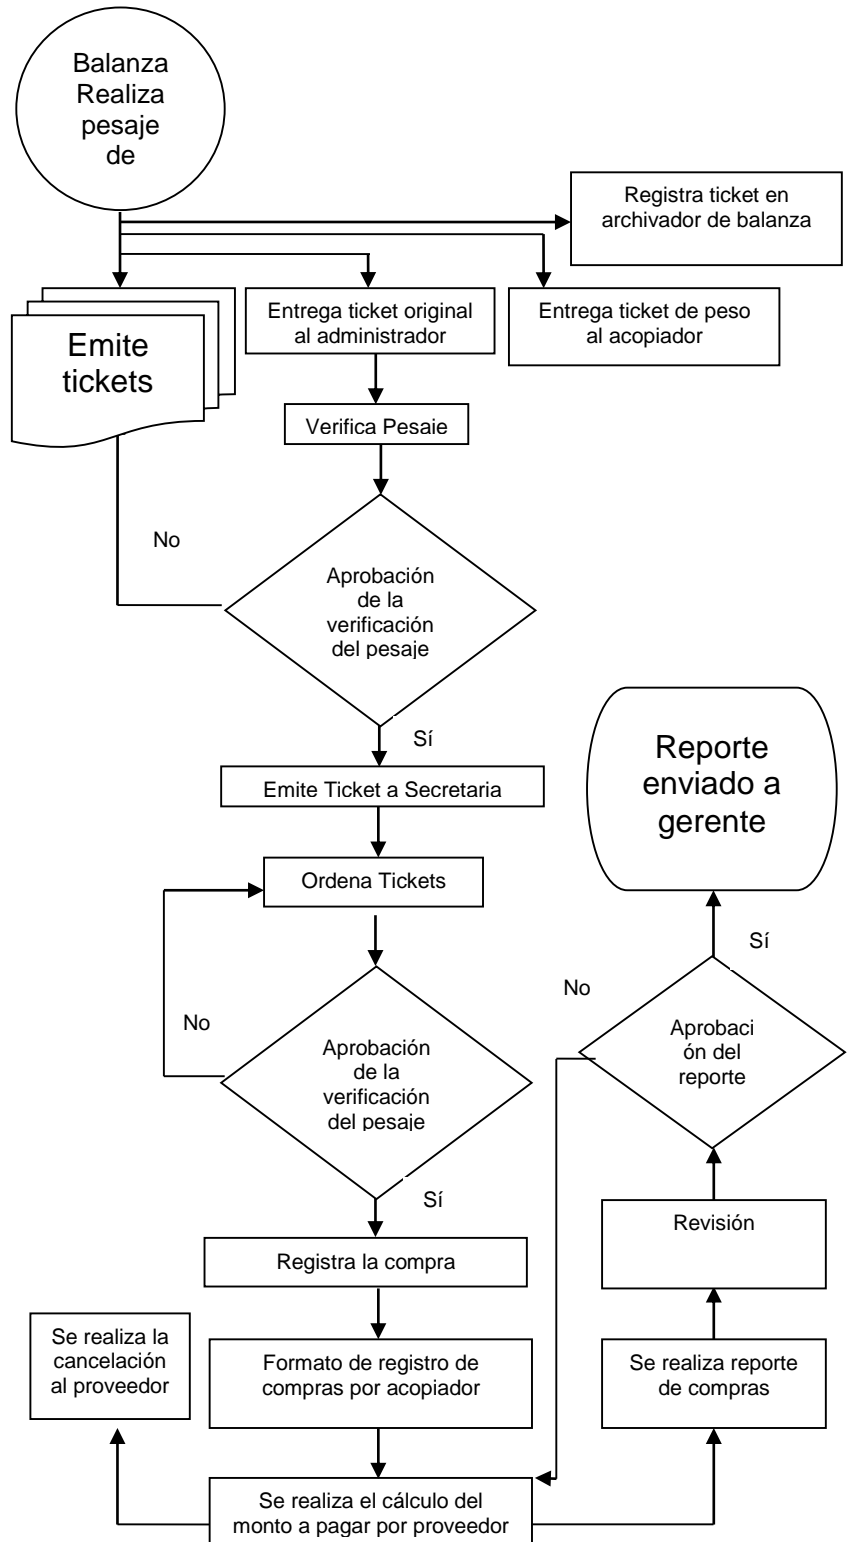 Balanza
Realiza
pesaje
de
Registra ticket en
archivador de balanza
Emite
tickets
Entrega ticket original
al administrador
Entrega ticket de peso
al acopiador
Verifica Pesaje
No
Aprobación
de la
verificación
del pesaje
Sí
Emite Ticket a Secretaria
Reporte
enviado a
gerente
Ordena Tickets
Sí
No
No
Aprobación
de la
verificación
del pesaje
Aprobaci
ón del
reporte
Sí
Registra la compra
Revisión
Se realiza la
cancelación
al proveedor
Formato de registro de
compras por acopiador
Se realiza reporte
de compras
Se realiza el cálculo del
monto a pagar por proveedor